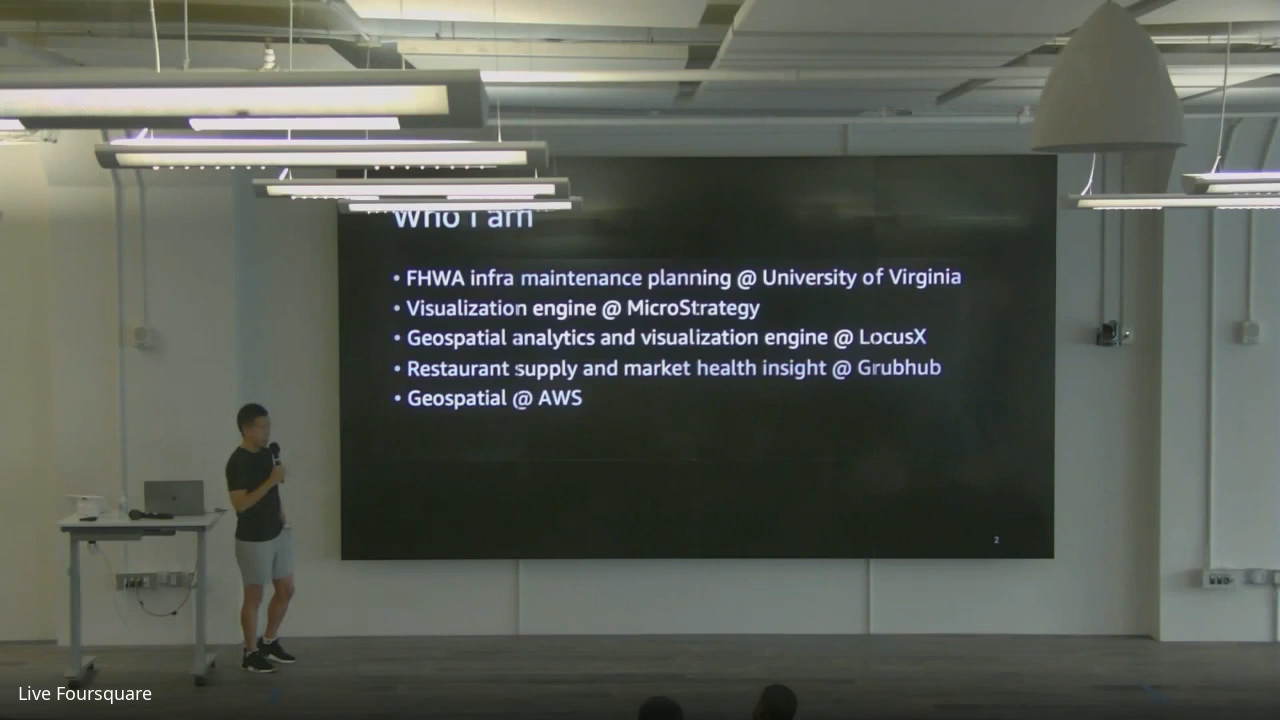 Who I am
• FHWA infra maintenance planning @ University of Virginia
• Visualization engine @ MicroStrategy
• Geospatial analytics and visualization engine @ LocusX
• Restaurant supply and market health insight @ Grubhub
• Geospatial @ AWS
2
Live Foursquare